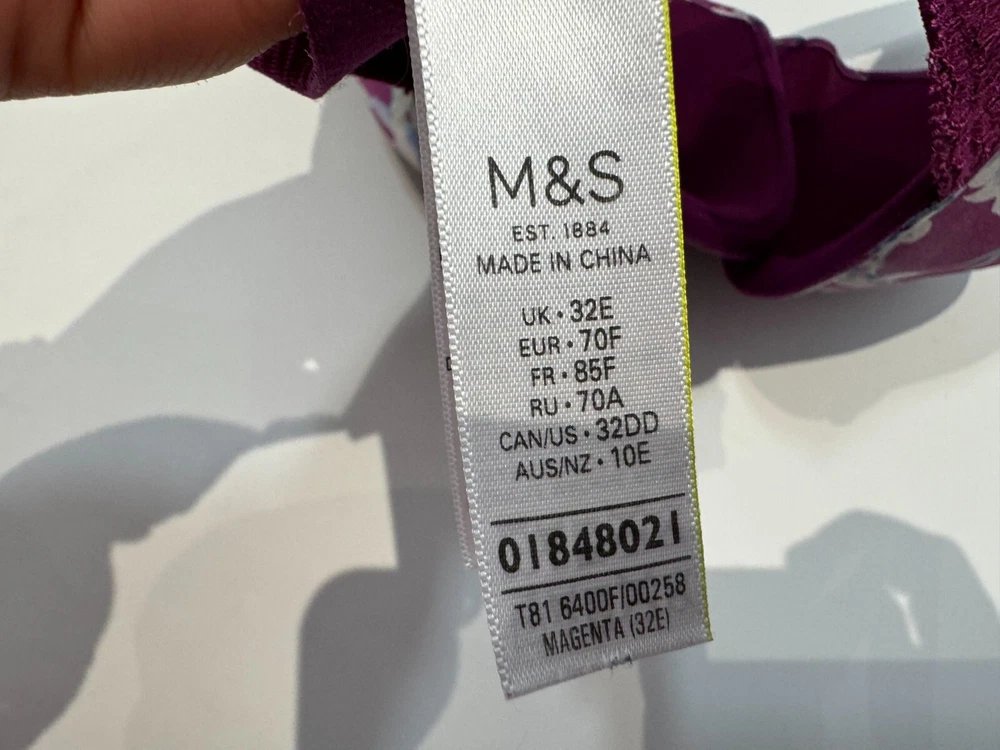 M&S
EST 1884
MADE IN CHINA
UK • 32E
EUR • 70F
FR • 85F
RU • 70A
CAN/US • 32DD
AUS/NZ • 10E
01848021
T81 6400F/00258
MAGENTA (32E)